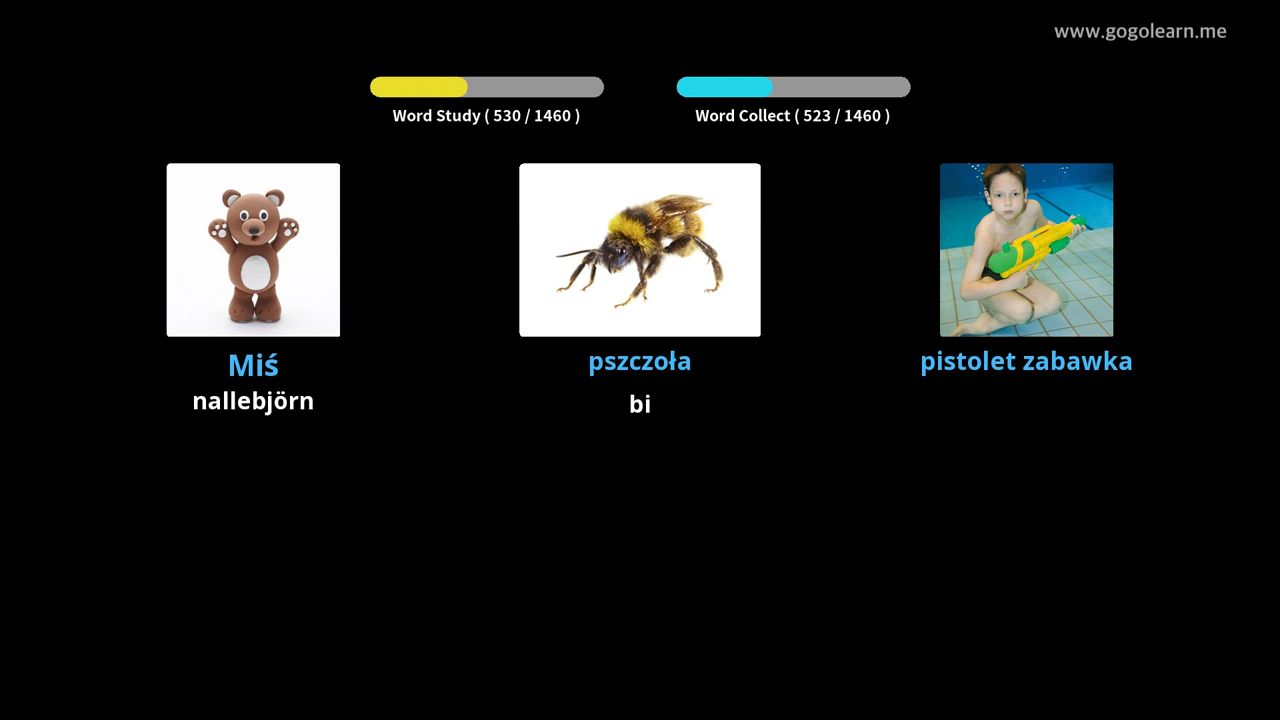 www.gogolearn.me
Word Study ( 530 / 1460 )
Word Collect ( 523 / 1460 )
Miś
nallebjörn
pszczoła
bi
pistolet zabawka